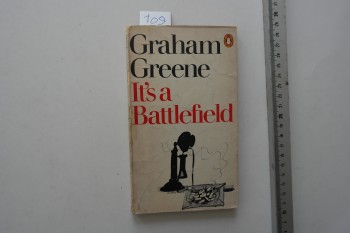 109
Graham
Greene
It's a
Battlefield